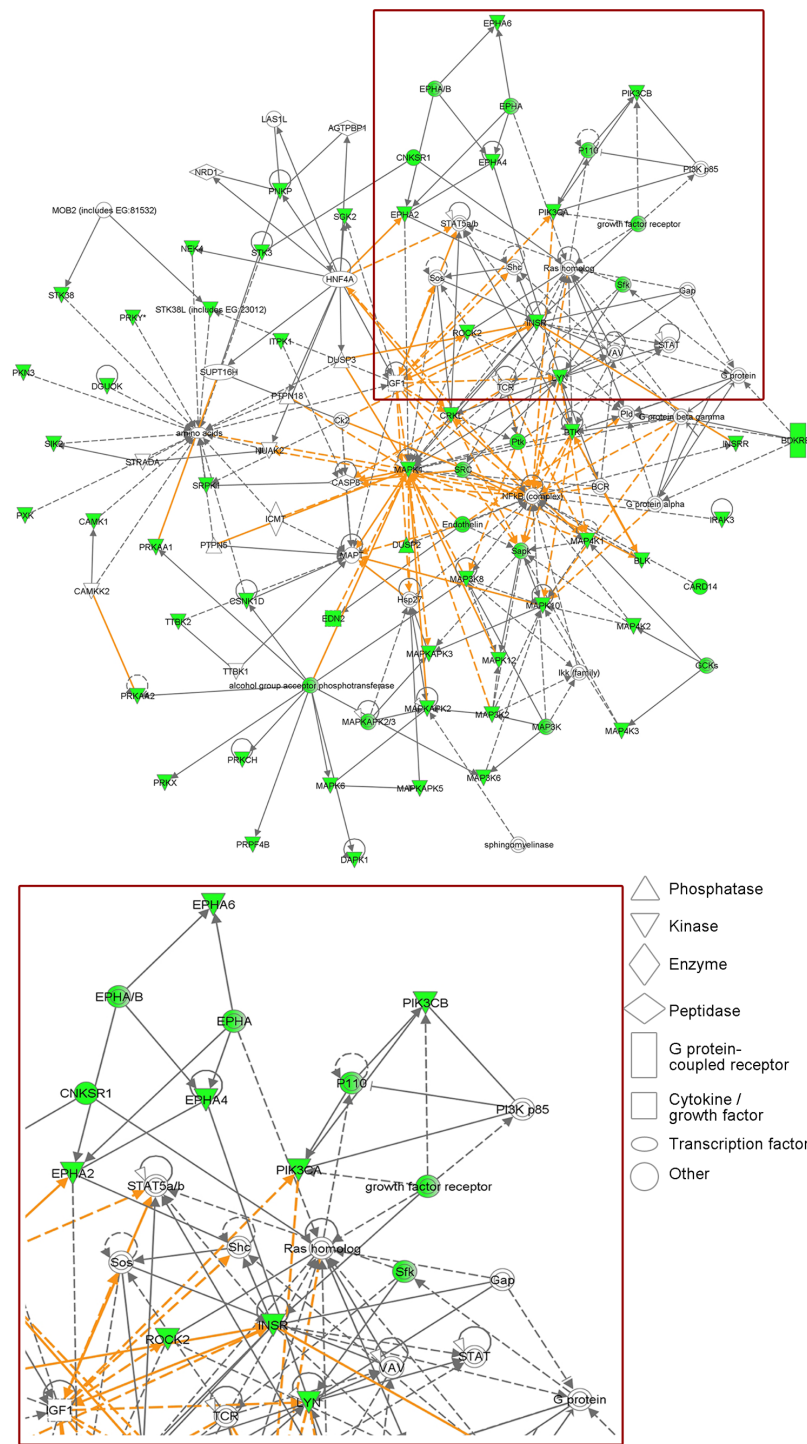 EPHA6
EPHA/B
PIK3CB
EPHA
LAS1L
AGTPBP1
P110
CNKSR1
EPHA4
PI3K p85
NRD1
PNKP
MOB2 (includes EG:81532)
SGK2
EPHA2
PIK3CA
STAT5a/b
growth factor receptor
NEK4
STK3
Shc
Ras homolog
HNF4A
Sos
Sfk
Gap
STK38
STK38L (includes EG:23012)
PRKY*
ROCK2
INSR
ITPK1
VAV
STAT
DUSP3
PKN3
SUPT16H
IGF1
LYN
G protein
DGUOK
TCR
PTPN18
CRKL
Pld
G protein beta gamma
Ck2
amino acids
BTK
SIK2
NUAK2
Ptk
INSRR
BDKRB
STRADA
MAPK1
SRC
SRPK1
CASP8
BCR
NFkB (complex)
PXK
CAMK1
ICMT
G protein alpha
IRAK3
Endothelin
PRKAA1
PTPN5
MAPT
DUSP2
Sapk
MAP4K1
BLK
CAMKK2
MAP3K8
CARD14
CSNK1D
Hsp27
MAPK10
TTBK2
EDN2
MAP4K2
MAPKAPK3
MAPK12
TTBK1
Ikk (family)
GCKs
alcohol group acceptor phosphotransferase
PRKAA2
MAPKAPK2
MAPKAPK2/3
MAP3K2
MAP3K
MAP4K3
PRKCH
PRKX
MAPK6
MAPKAPK5
MAP3K6
PRPF4B
DAPK1
sphingomyelinase
EPHA6
EPHA/B
EPHA
PIK3CB
CNKSR1
EPHA4
P110
PI3K p85
EPHA2
PIK3CA
STAT5a/b
growth factor receptor
Sos
Shc
Ras homolog
Sfk
Gap
ROCK2
INSR
VAV
STAT
IGF1
TCR
LYN
G protein
Phosphatase
Kinase
Enzyme
Peptidase
G protein-
coupled receptor
Cytokine /
growth factor
Transcription factor
Other